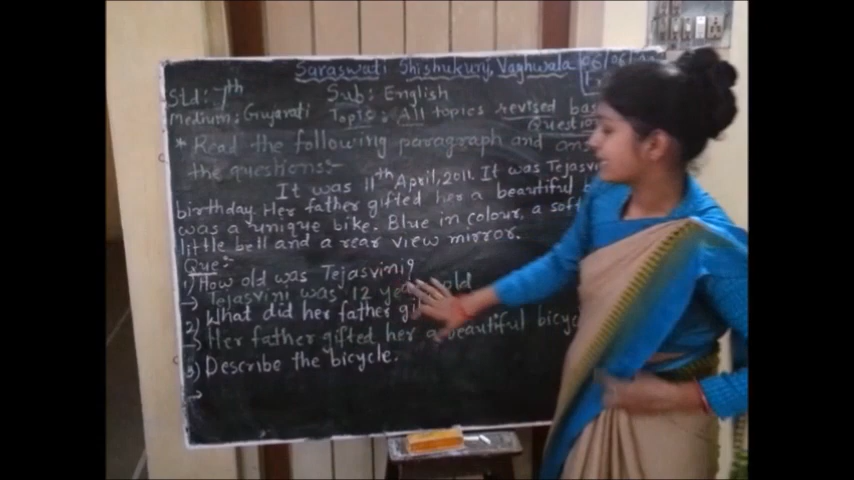 Saraswati Shishukunj, Vaghwala
Std: 7th Sub: English
Medium: Gujarati Topic: All topics revised
Question
* Read the following paragraph and
the questions:-
It was 11th April, 2011. It was
birthday. Her father gifted her a beautiful
was a unique bike. Blue in colour, a soft
little bell and a rear view mirror.
Que:-
1) How old was Tejasvini?
→ Tejasvini was 12 old
2) What did her father
→ Her father gifted her a beautiful
3) Describe the bicycle.
→